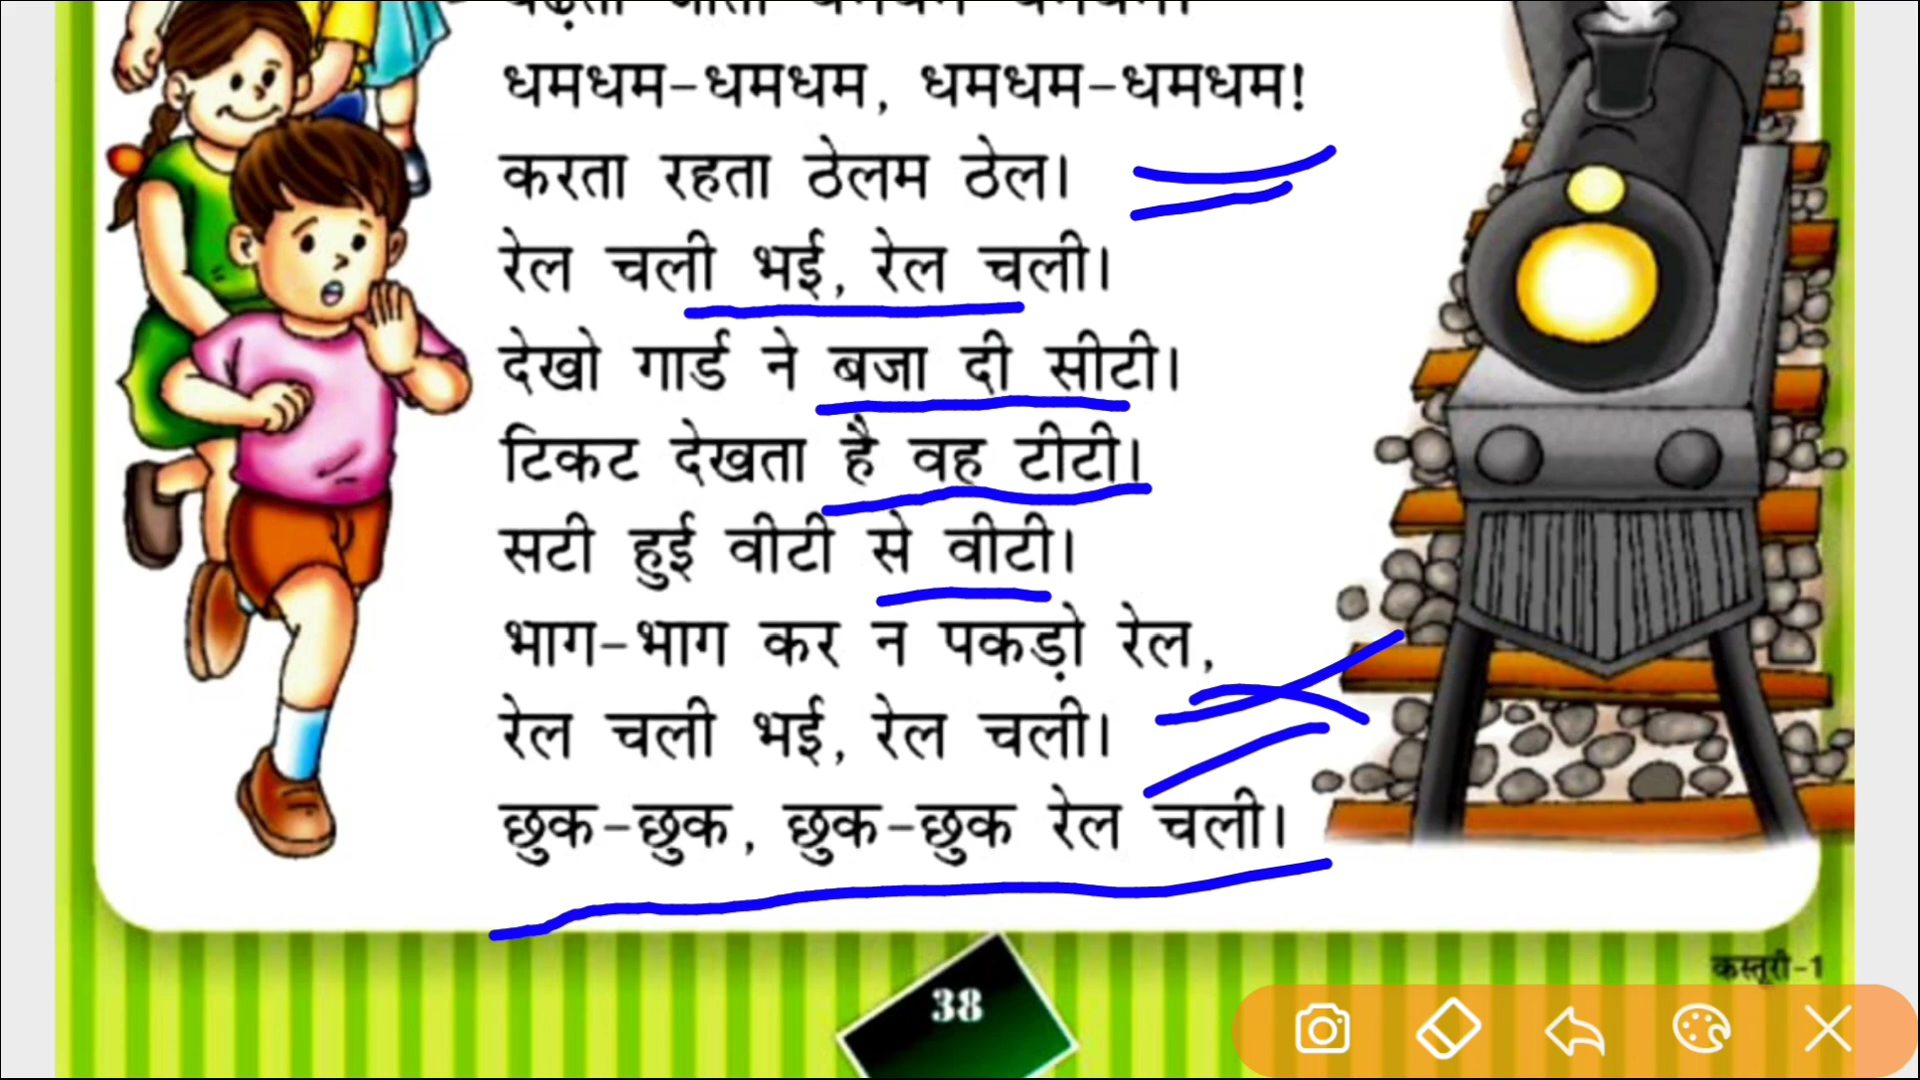 धमधम-धमधम, धमधम-धमधम!
करता रहता ठेलम ठेल।
रेल चली भई, रेल चली।
देखो गार्ड ने बजा दी सीटी।
टिकट देखता है वह टीटी।
सटी हुई वीटी से वीटी।
भाग-भाग कर न पकड़ो रेल,
रेल चली भई, रेल चली।
छुक-छुक, छुक-छुक रेल चली।
कस्तूरी-1
38